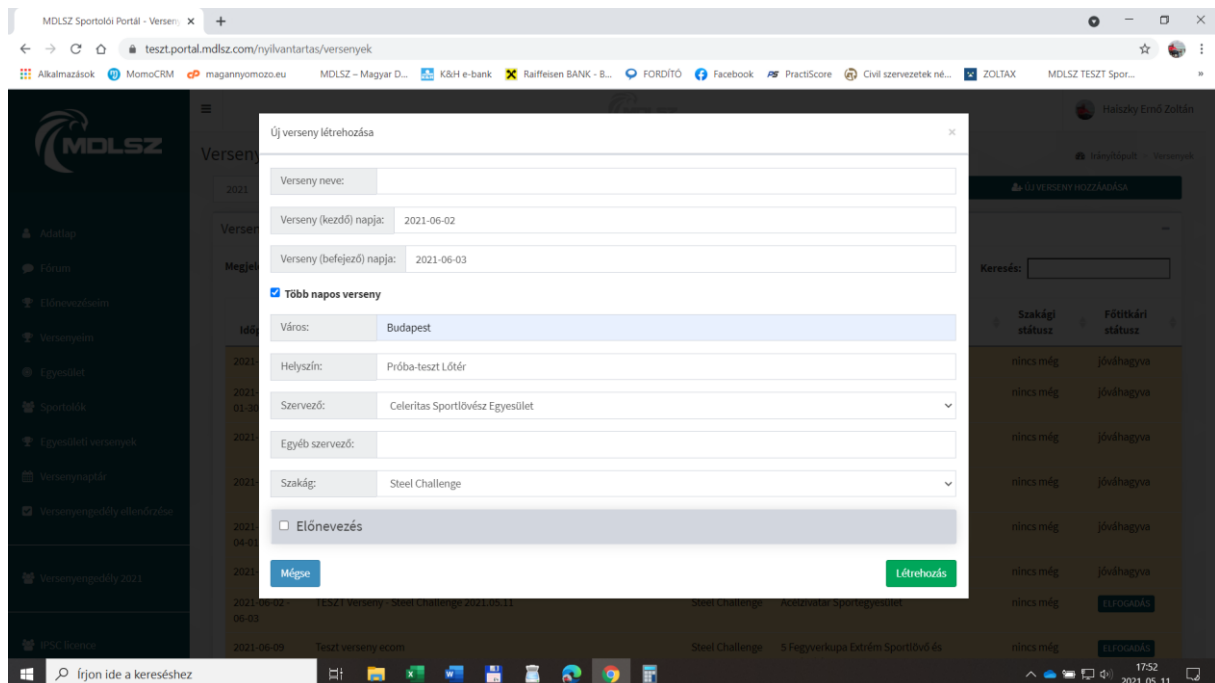 MDLSZ Sportolói Portál - Verseny
teszt.portal.mdlsz.com/nyilvantartas/versenyek
Alkalmazások MomoCRM magannyomozo.eu MDLSZ – Magyar D... K&H e-bank Raiffeisen BANK - B... FORDÍTÓ Facebook PS PractiScore Civil szervezetek né... ZOLTAX MDLSZ TESZT Spor...
MDLSZ
Haiszky Ernő Zoltán
Verseny
Irányítópult Versenyek
2021
ÚJ VERSENY HOZZÁADÁSA
Új verseny létrehozása
Verseny neve:
Verseny (kezdő) napja: 2021-06-02
Verseny (befejező) napja: 2021-06-03
Több napos verseny
Város: Budapest
Helyszín: Próba-teszt Lőtér
Szervező: Celeritas Sportlövész Egyesület
Egyéb szervező:
Szakág: Steel Challenge
Előnevezés
Mégse
Létrehozás
Adatlap
Fórum
Előnevezéseim
Versenyeim
Egyesület
Sportolók
Egyesületi versenyek
Versenynaptár
Versenyengedély ellenőrzése
Versenyengedély 2021
IPSC licence
Keresés:
Szakági státusz Főtitkári státusz
nincs még jóváhagyva
nincs még jóváhagyva
nincs még jóváhagyva
nincs még jóváhagyva
nincs még jóváhagyva
nincs még jóváhagyva
2021-06-02 - TESZT Verseny - Steel Challenge 2021.05.11 Steel Challenge Acélzivatar Sportegyesület nincs még ELFOGADÁS
06-03
2021-06-09 Teszt verseny ecom Steel Challenge S Fegyverkupa Extrém Sportlövő és nincs még ELFOGADÁS
Írjon ide a kereséshez
17:52
2021. 05. 11.